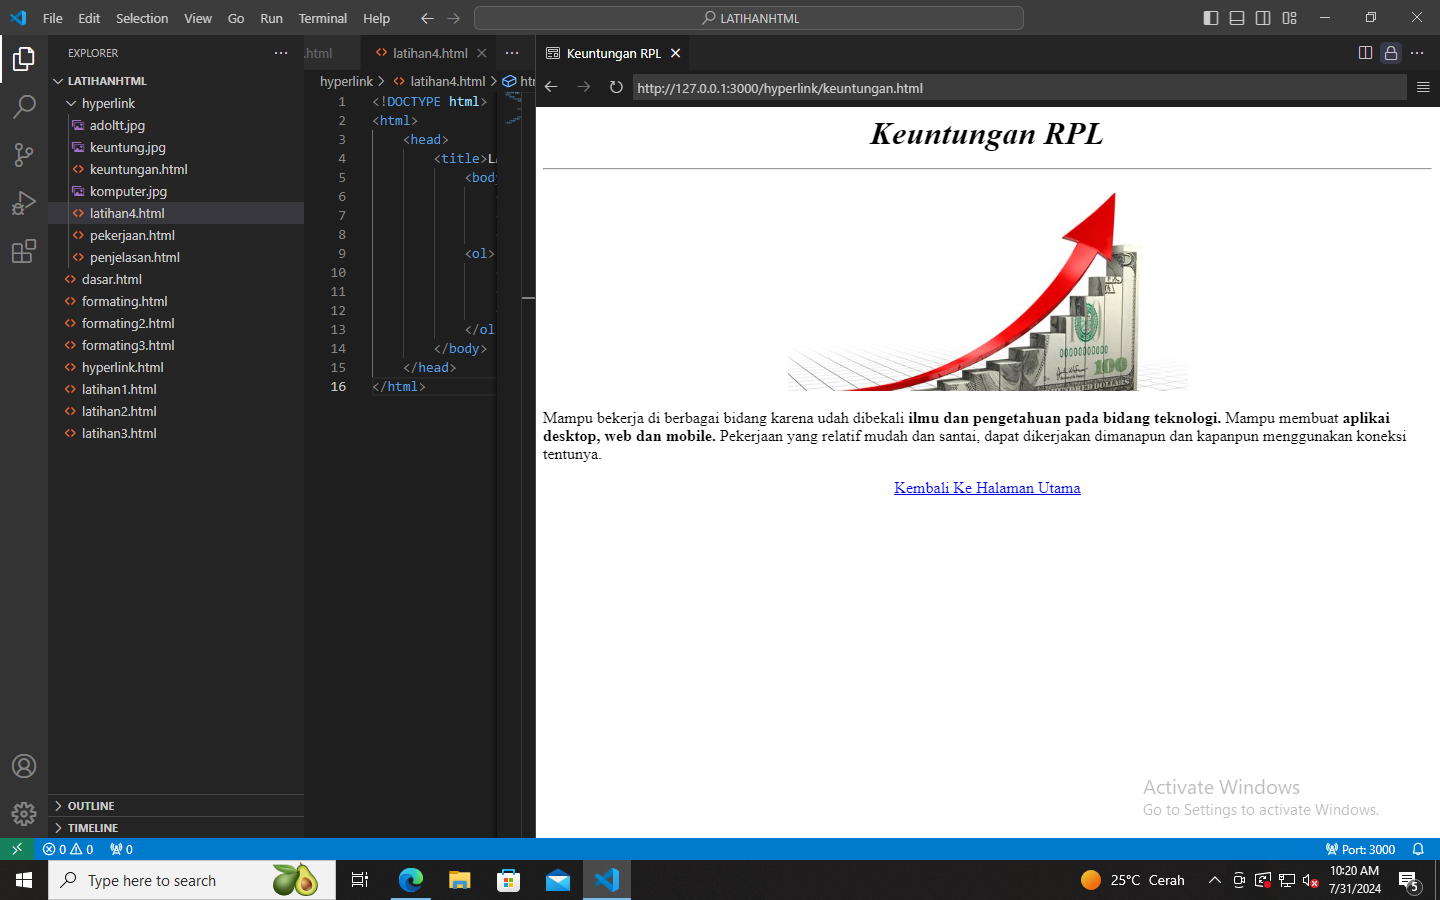 File Edit Selection View Go Run Terminal Help
LATIHANHTML
EXPLORER
LATIHANHTML
hyperlink
adoltt.jpg
keuntung.jpg
keuntungan.html
komputer.jpg
latihan4.html
pekerjaan.html
penjelasan.html
dasar.html
formating.html
formating2.html
formating3.html
hyperlink.html
latihan1.html
latihan2.html
latihan3.html
OUTLINE
TIMELINE
.html latihan4.html
hyperlink > latihan4.html >
1 <!DOCTYPE html>
2 <html>
3 <head>
4 <title>
5 <body
6
7
8
9 <ol>
10
11
12
13 </ol
14 </body>
15 </head>
16 </html>
Keuntungan RPL
http://127.0.0.1:3000/hyperlink/keuntungan.html
Keuntungan RPL
100
Mampu bekerja di berbagai bidang karena udah dibekali ilmu dan pengetahuan pada bidang teknologi. Mampu membuat aplikai
desktop, web dan mobile. Pekerjaan yang relatif mudah dan santai, dapat dikerjakan dimanapun dan kapanpun menggunakan koneksi
tentunya.
Kembali Ke Halaman Utama
Activate Windows
Go to Settings to activate Windows.
0 0 0
Port: 3000
Type here to search
25°C Cerah
10:20 AM
7/31/2024
5